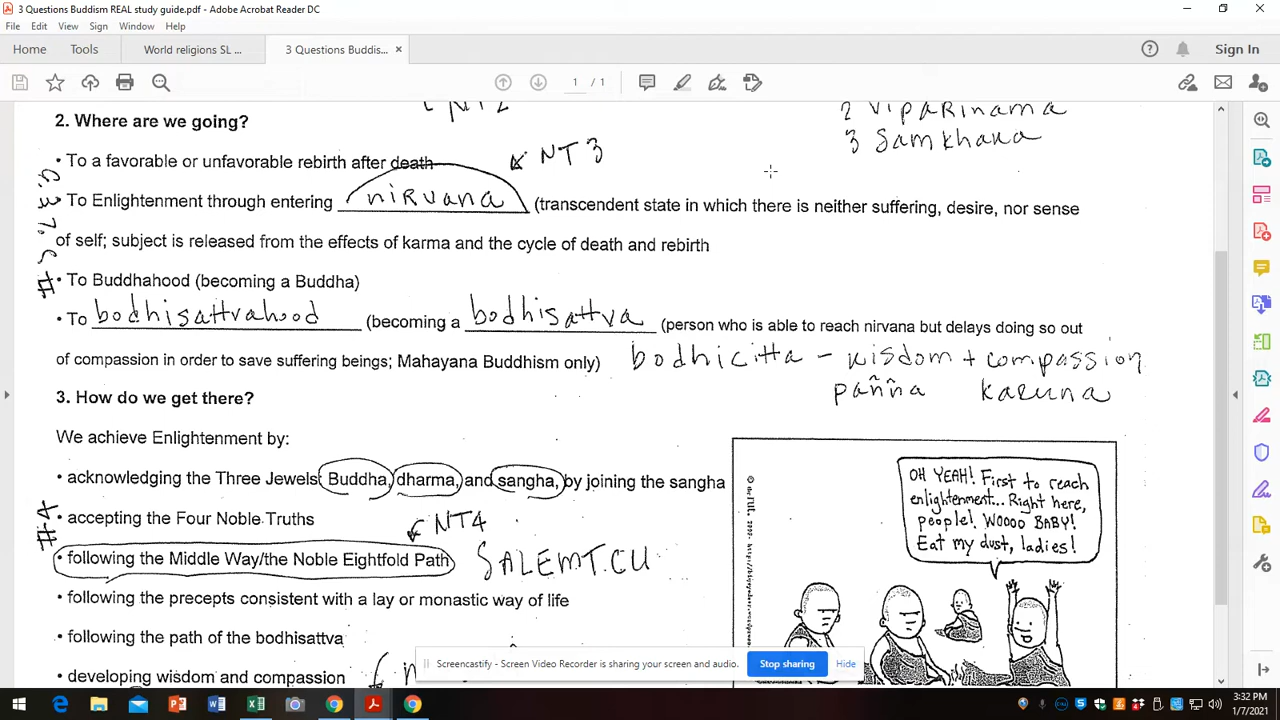 3 Questions Buddism REAL study guide.pdf - Adobe Acrobat Reader DC
File Edit View Sign Window Help
Home Tools World religions SL ... 3 Questions Buddis... × Sign In
1 / 1
2 viparinama
2. Where are we going?
3 Samkhana
• To a favorable or unfavorable rebirth after death NT3
• To Enlightenment through entering nirvana (transcendent state in which there is neither suffering, desire, nor sense
of self; subject is released from the effects of karma and the cycle of death and rebirth
• To Buddhahood (becoming a Buddha)
• To bodhisattvahood (becoming a bodhisattva (person who is able to reach nirvana but delays doing so out
of compassion in order to save suffering beings; Mahayana Buddhism only) bodhicitta - wisdom + compassion
pañña karuna
3. How do we get there?
We achieve Enlightenment by:
• acknowledging the Three Jewels: Buddha, dharma, and sangha, by joining the sangha
#4
• accepting the Four Noble Truths NT4
• following the Middle Way/the Noble Eightfold Path SALEMT.CU
• following the precepts consistent with a lay or monastic way of life
• following the path of the bodhisattva
• developing wisdom and compassion
OH YEAH! First to reach
enlightenment... Right here,
people! WOOOO BABY!
Eat my dust, ladies!
Screencastify - Screen Video Recorder is sharing your screen and audio. Stop sharing Hide
3:32 PM
1/7/2021